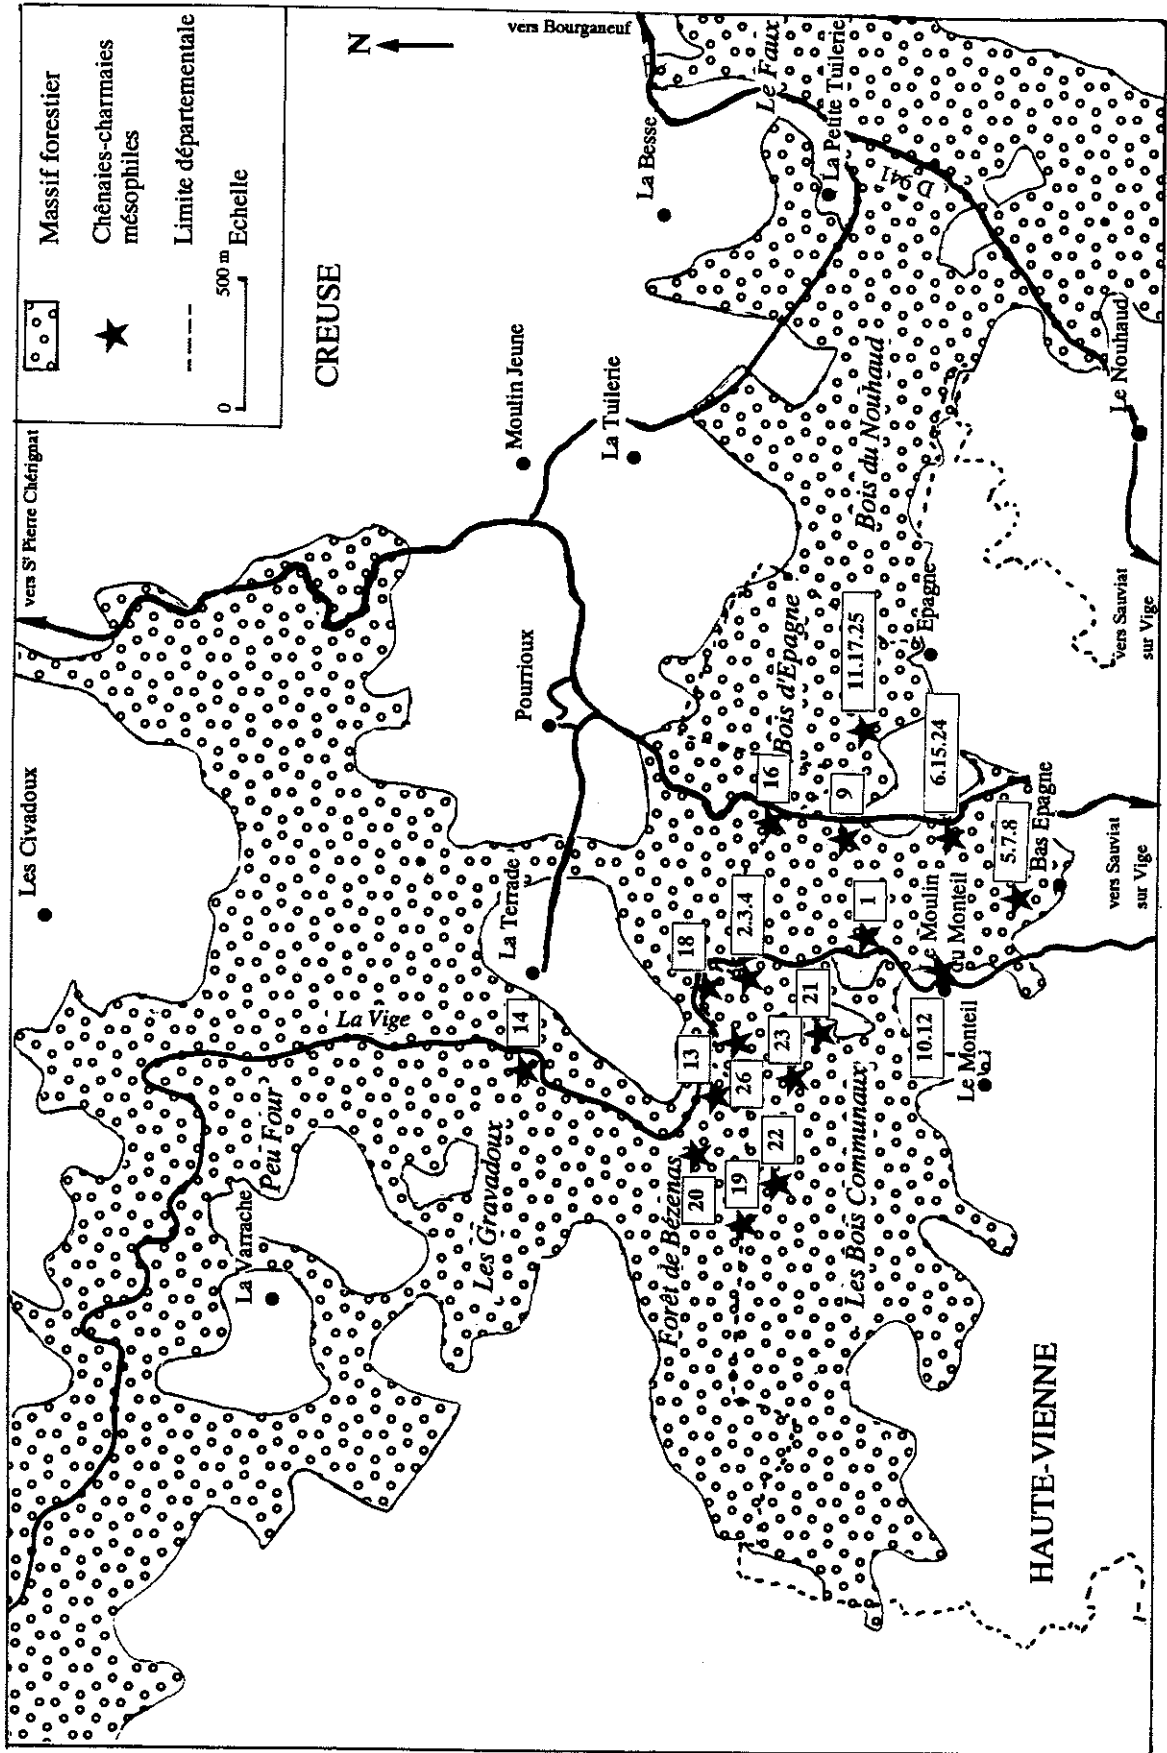 Massif forestier
Chênaies-charmaies
mésophiles
Limite départementale
0
500 m
Echelle
N
CREUSE
HAUTE-VIENNE
vers St Pierre Chérignat
vers Bourganeuf
Les Civadoux
La Vige
Peu Four
La Varrache
Les Gravadoux
La Terrade
Pourrioux
Moulin Jeune
La Tuilerie
La Besse
Le Faux
La Petite Tuilerie
D 941
Bois du Nouhaud
Le Nouhaud
Bois d'Epagne
Epagne
Forêt de Bézenas
Les Bois Communaux
14
18
2.3.4
13
26
23
21
20
19
22
16
9
11.17.25
1
6.15.24
5.7.8
10.12
Le Moulin
du Monteil
Le Monteil
Bas Epagne
vers Sauviat
sur Vige
vers Sauviat
sur Vige